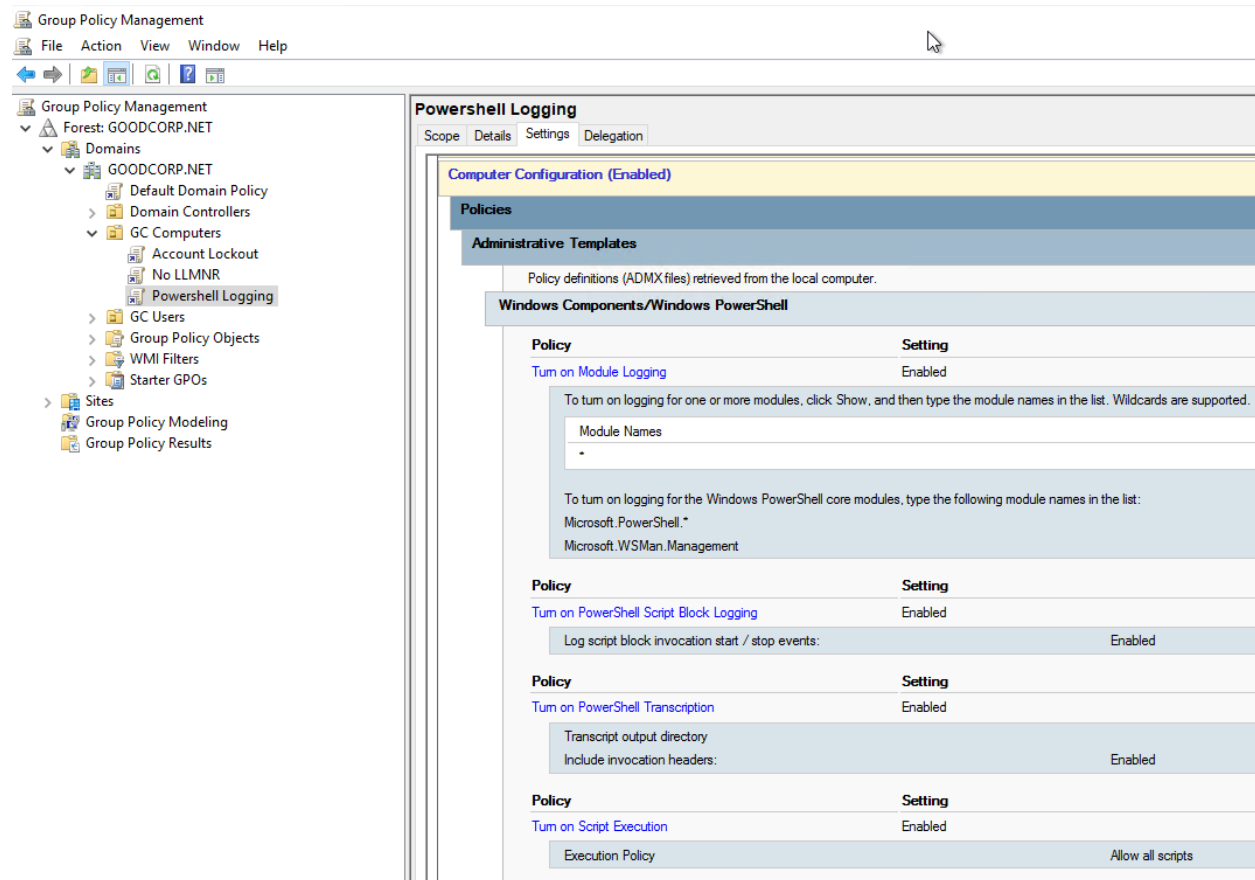 Group Policy Management
File Action View Window Help
Group Policy Management
Forest: GOODCORP.NET
Domains
GOODCORP.NET
Default Domain Policy
Domain Controllers
GC Computers
Account Lockout
No LLMNR
Powershell Logging
GC Users
Group Policy Objects
WMI Filters
Starter GPOs
Sites
Group Policy Modeling
Group Policy Results
Powershell Logging
Scope Details Settings Delegation
Computer Configuration (Enabled)
Policies
Administrative Templates
Policy definitions (ADMX files) retrieved from the local computer.
Windows Components/Windows PowerShell
Policy Setting
Turn on Module Logging Enabled
To turn on logging for one or more modules, click Show, and then type the module names in the list. Wildcards are supported.
Module Names
*
To turn on logging for the Windows PowerShell core modules, type the following module names in the list:
Microsoft.PowerShell.*
Microsoft.WSMan.Management
Policy Setting
Turn on PowerShell Script Block Logging Enabled
Log script block invocation start / stop events: Enabled
Policy Setting
Turn on PowerShell Transcription Enabled
Transcript output directory
Include invocation headers: Enabled
Policy Setting
Turn on Script Execution Enabled
Execution Policy Allow all scripts